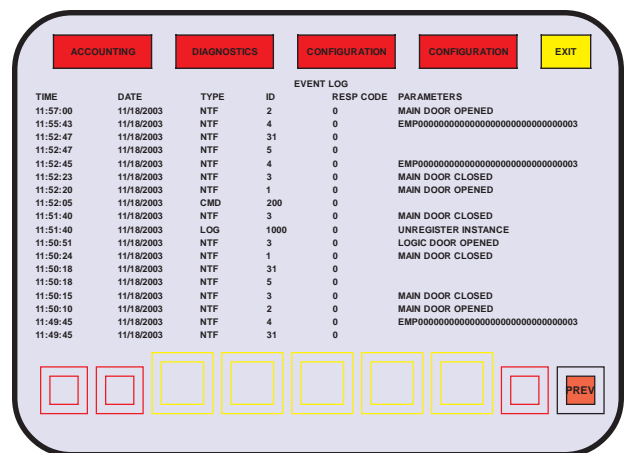 ACCOUNTING DIAGNOSTICS CONFIGURATION CONFIGURATION EXIT
EVENT LOG
TIME DATE TYPE ID RESP CODE PARAMETERS
11:57:00 11/18/2003 NTF 2 0 MAIN DOOR OPENED
11:55:43 11/18/2003 NTF 4 0 EMP0000000000000000000000000003
11:52:47 11/18/2003 NTF 31 0
11:52:47 11/18/2003 NTF 5 0
11:52:45 11/18/2003 NTF 4 0 EMP0000000000000000000000000003
11:52:23 11/18/2003 NTF 3 0 MAIN DOOR CLOSED
11:52:20 11/18/2003 NTF 1 0 MAIN DOOR OPENED
11:52:05 11/18/2003 CMD 200 0
11:51:40 11/18/2003 NTF 3 0 MAIN DOOR CLOSED
11:51:40 11/18/2003 LOG 1000 0 UNREGISTER INSTANCE
11:50:51 11/18/2003 NTF 3 0 LOGIC DOOR OPENED
11:50:24 11/18/2003 NTF 1 0 MAIN DOOR CLOSED
11:50:18 11/18/2003 NTF 31 0
11:50:18 11/18/2003 NTF 5 0
11:50:15 11/18/2003 NTF 3 0 MAIN DOOR CLOSED
11:50:10 11/18/2003 NTF 2 0 MAIN DOOR OPENED
11:49:45 11/18/2003 NTF 4 0 EMP0000000000000000000000000003
11:49:45 11/18/2003 NTF 31 0
PREV